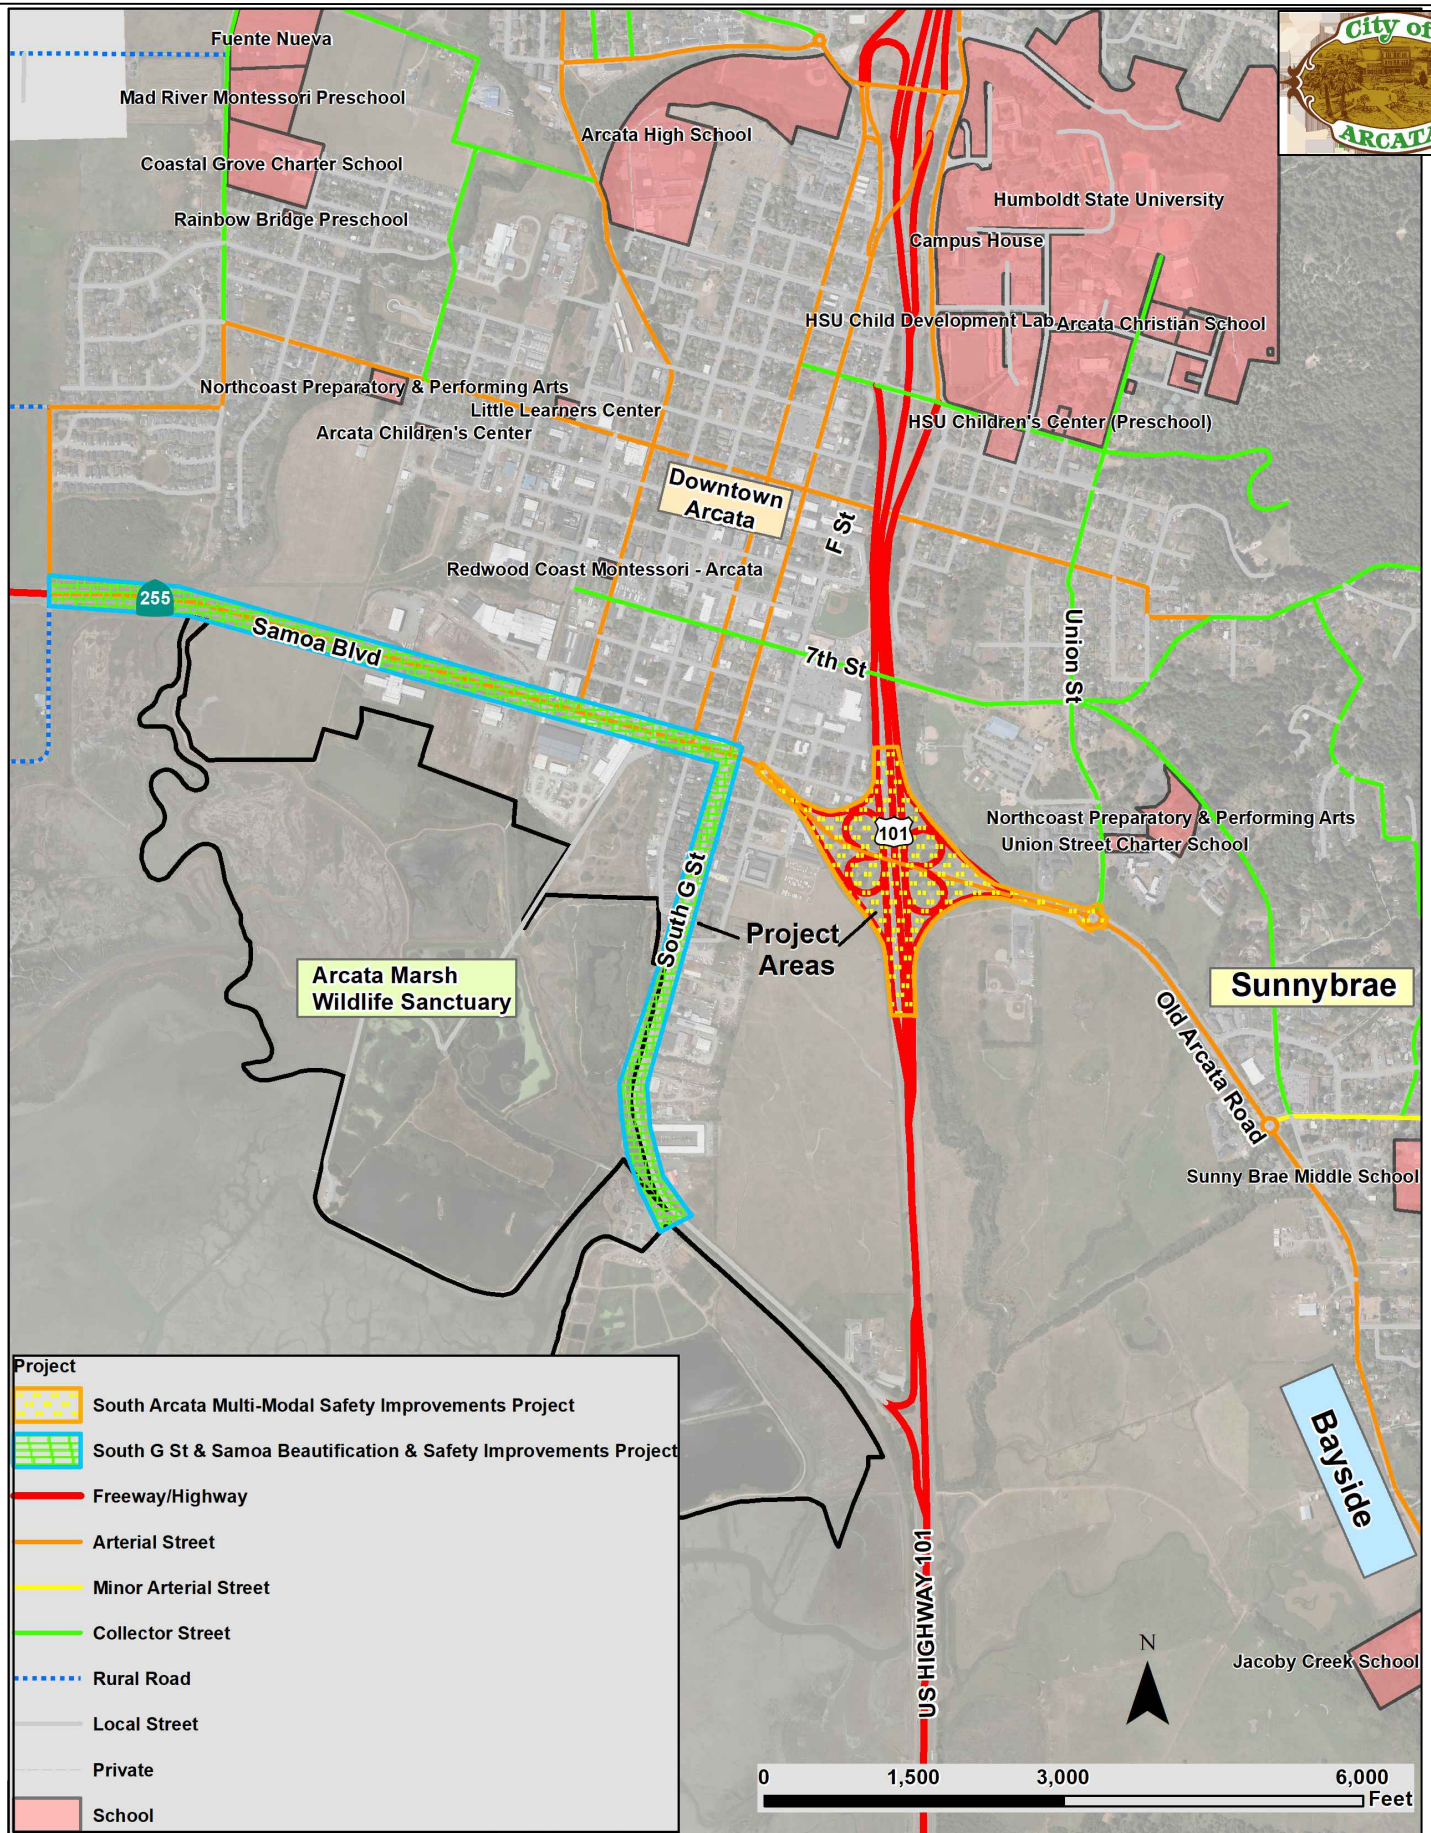 City of
ARCATA
Fuente Nueva
Mad River Montessori Preschool
Arcata High School
Coastal Grove Charter School
Humboldt State University
Rainbow Bridge Preschool
Campus House
HSU Child Development Lab
Arcata Christian School
Northcoast Preparatory & Performing Arts
Little Learners Center
HSU Children's Center (Preschool)
Arcata Children's Center
Downtown
Arcata
F St
Redwood Coast Montessori - Arcata
255
Samoa Blvd
Union St
7th St
101
Northcoast Preparatory & Performing Arts
Union Street Charter School
South G St
Project
Areas
Arcata Marsh
Wildlife Sanctuary
Sunnybrae
Old Arcata Road
Sunny Brae Middle School
Bayside
US HIGHWAY 101
Jacoby Creek School
N
0 1,500 3,000 6,000
Feet
Project
South Arcata Multi-Modal Safety Improvements Project
South G St & Samoa Beautification & Safety Improvements Project
Freeway/Highway
Arterial Street
Minor Arterial Street
Collector Street
Rural Road
Local Street
Private
School